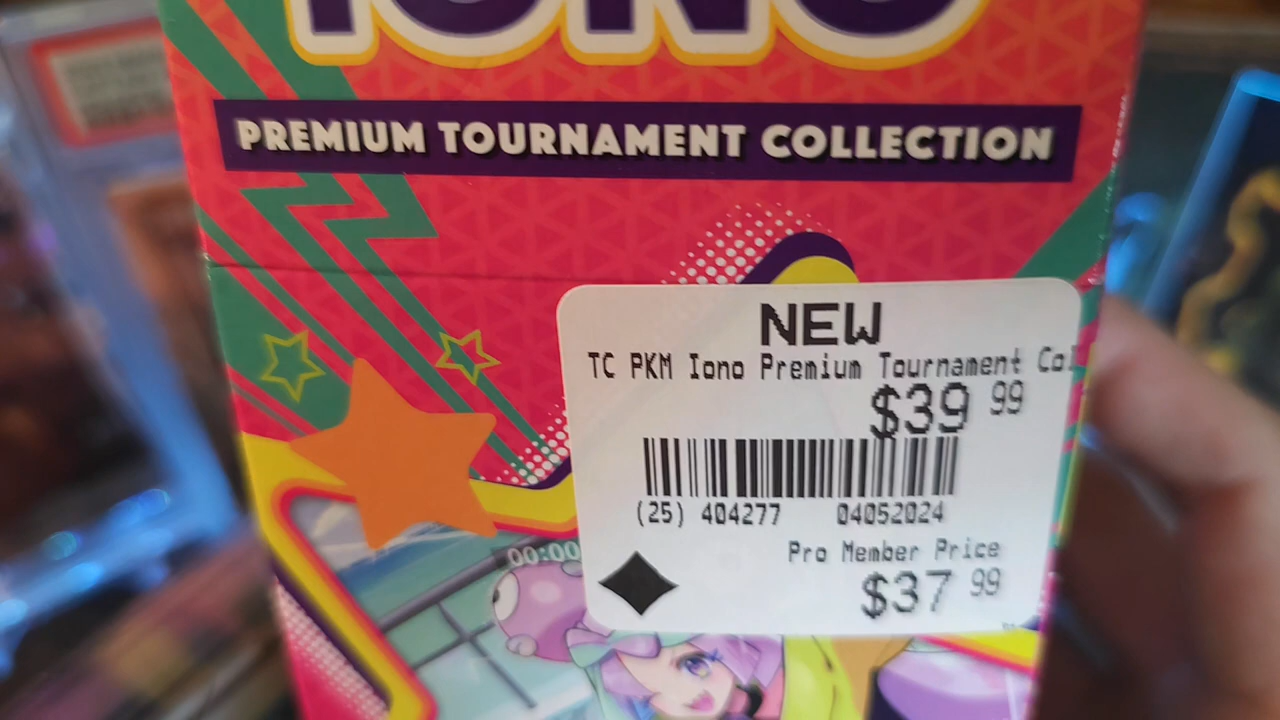 IONO
PREMIUM TOURNAMENT COLLECTION
NEW
TC PKM Iono Premium Tournament Col
$39 99
(25) 404277 04052024
Pro Member Price
$37 99
00:00